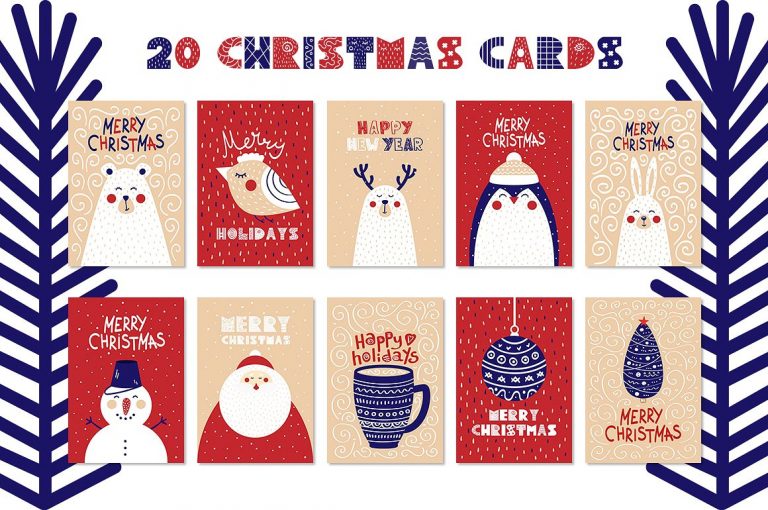 20 CHRISTMAS CARDS
MERRY
CHRISTMAS
Merry
HOLIDAYS
HAPPY
NEW YEAR
MERRY
CHRISTMAS
MERRY
CHRISTMAS
MERRY
CHRISTMAS
MERRY
CHRISTMAS
Happy
holidays
MERRY
CHRISTMAS
MERRY
CHRISTMAS